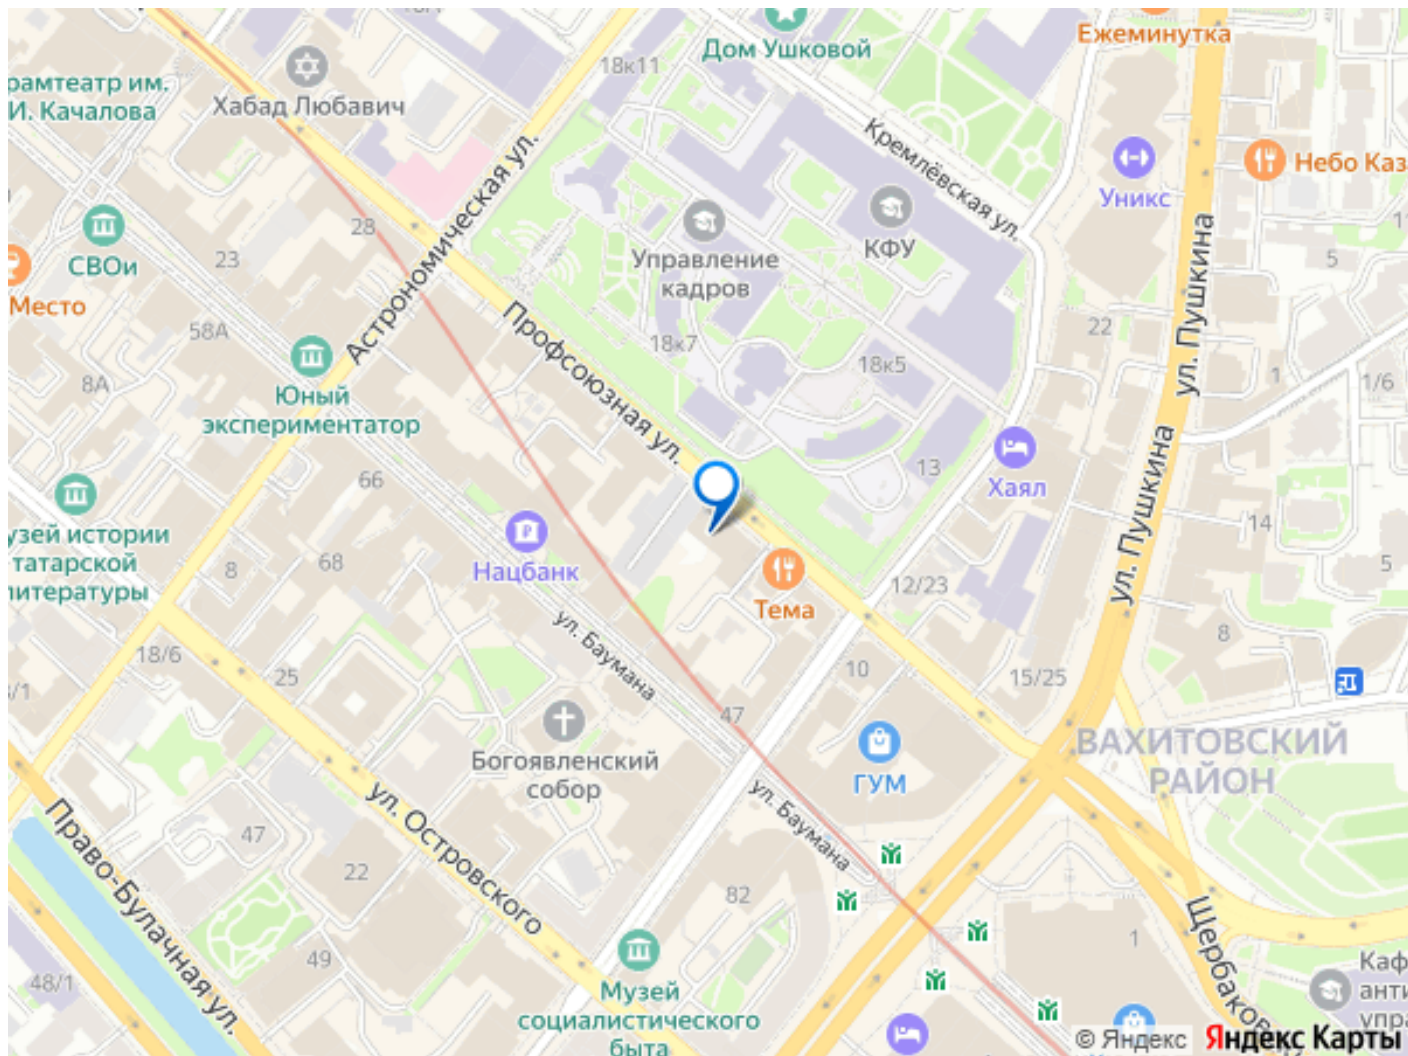 18к11
Дом Ушковой
Ежеминутка
рамтеатр им.
И. Качалова
Хабад Любавич
Кремлёвская ул.
Уникс
Небо Каз
СВОи
Место
28
23
Астрономическая ул.
Управление
кадров
КФУ
ул. Пушкина
5
58А
8А
Юный
экспериментатор
Профсоюзная ул.
18к7
18к5
22
1
1/6
66
13
Хаял
ул. Пушкина
14
узей истории
татарской
литературы
8
68
Нацбанк
Тема
12/23
5
8
18/6
25
ул. Баумана
10
15/25
47
Богоявленский
собор
ГУМ
ВАХИТОВСКИЙ
РАЙОН
ул. Островского
ул. Баумана
Право-Булачная ул.
47
22
82
49
48/1
Музей
социалистического
быта
1
Щербаков
Каф
анти
упра
© Яндекс
Яндекс Карты